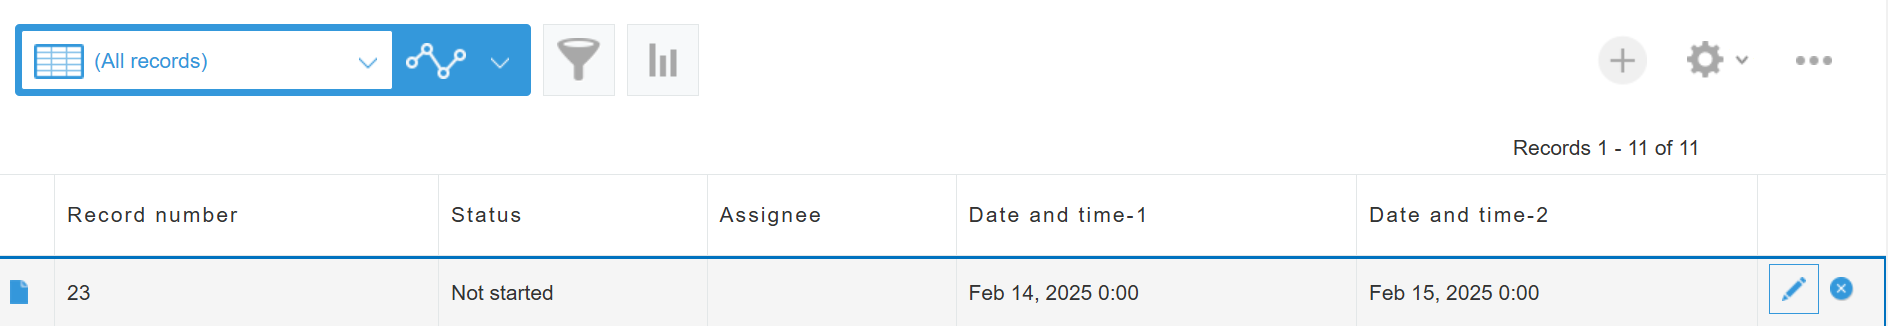 (All records)
Records 1 - 11 of 11
Record number Status Assignee Date and time-1 Date and time-2
23 Not started Feb 14, 2025 0:00 Feb 15, 2025 0:00